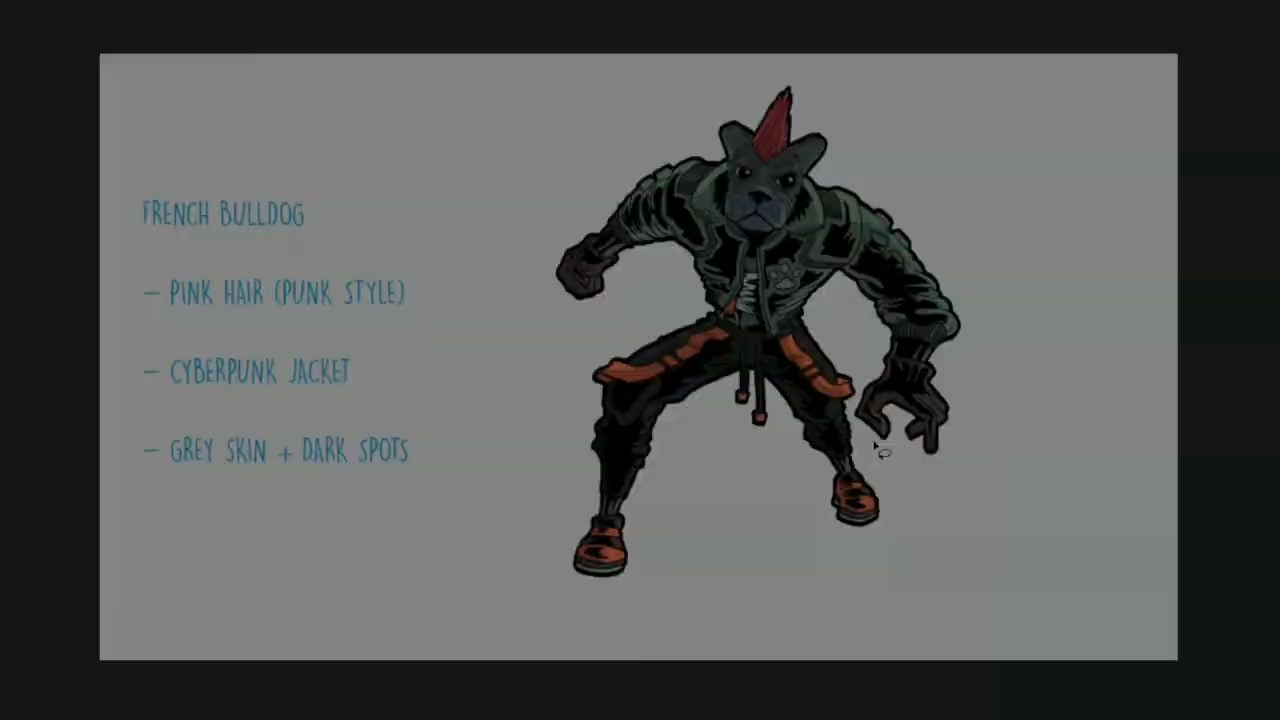 FRENCH BULLDOG
– PINK HAIR (PUNK STYLE)
– CYBERPUNK JACKET
– GREY SKIN + DARK SPOTS